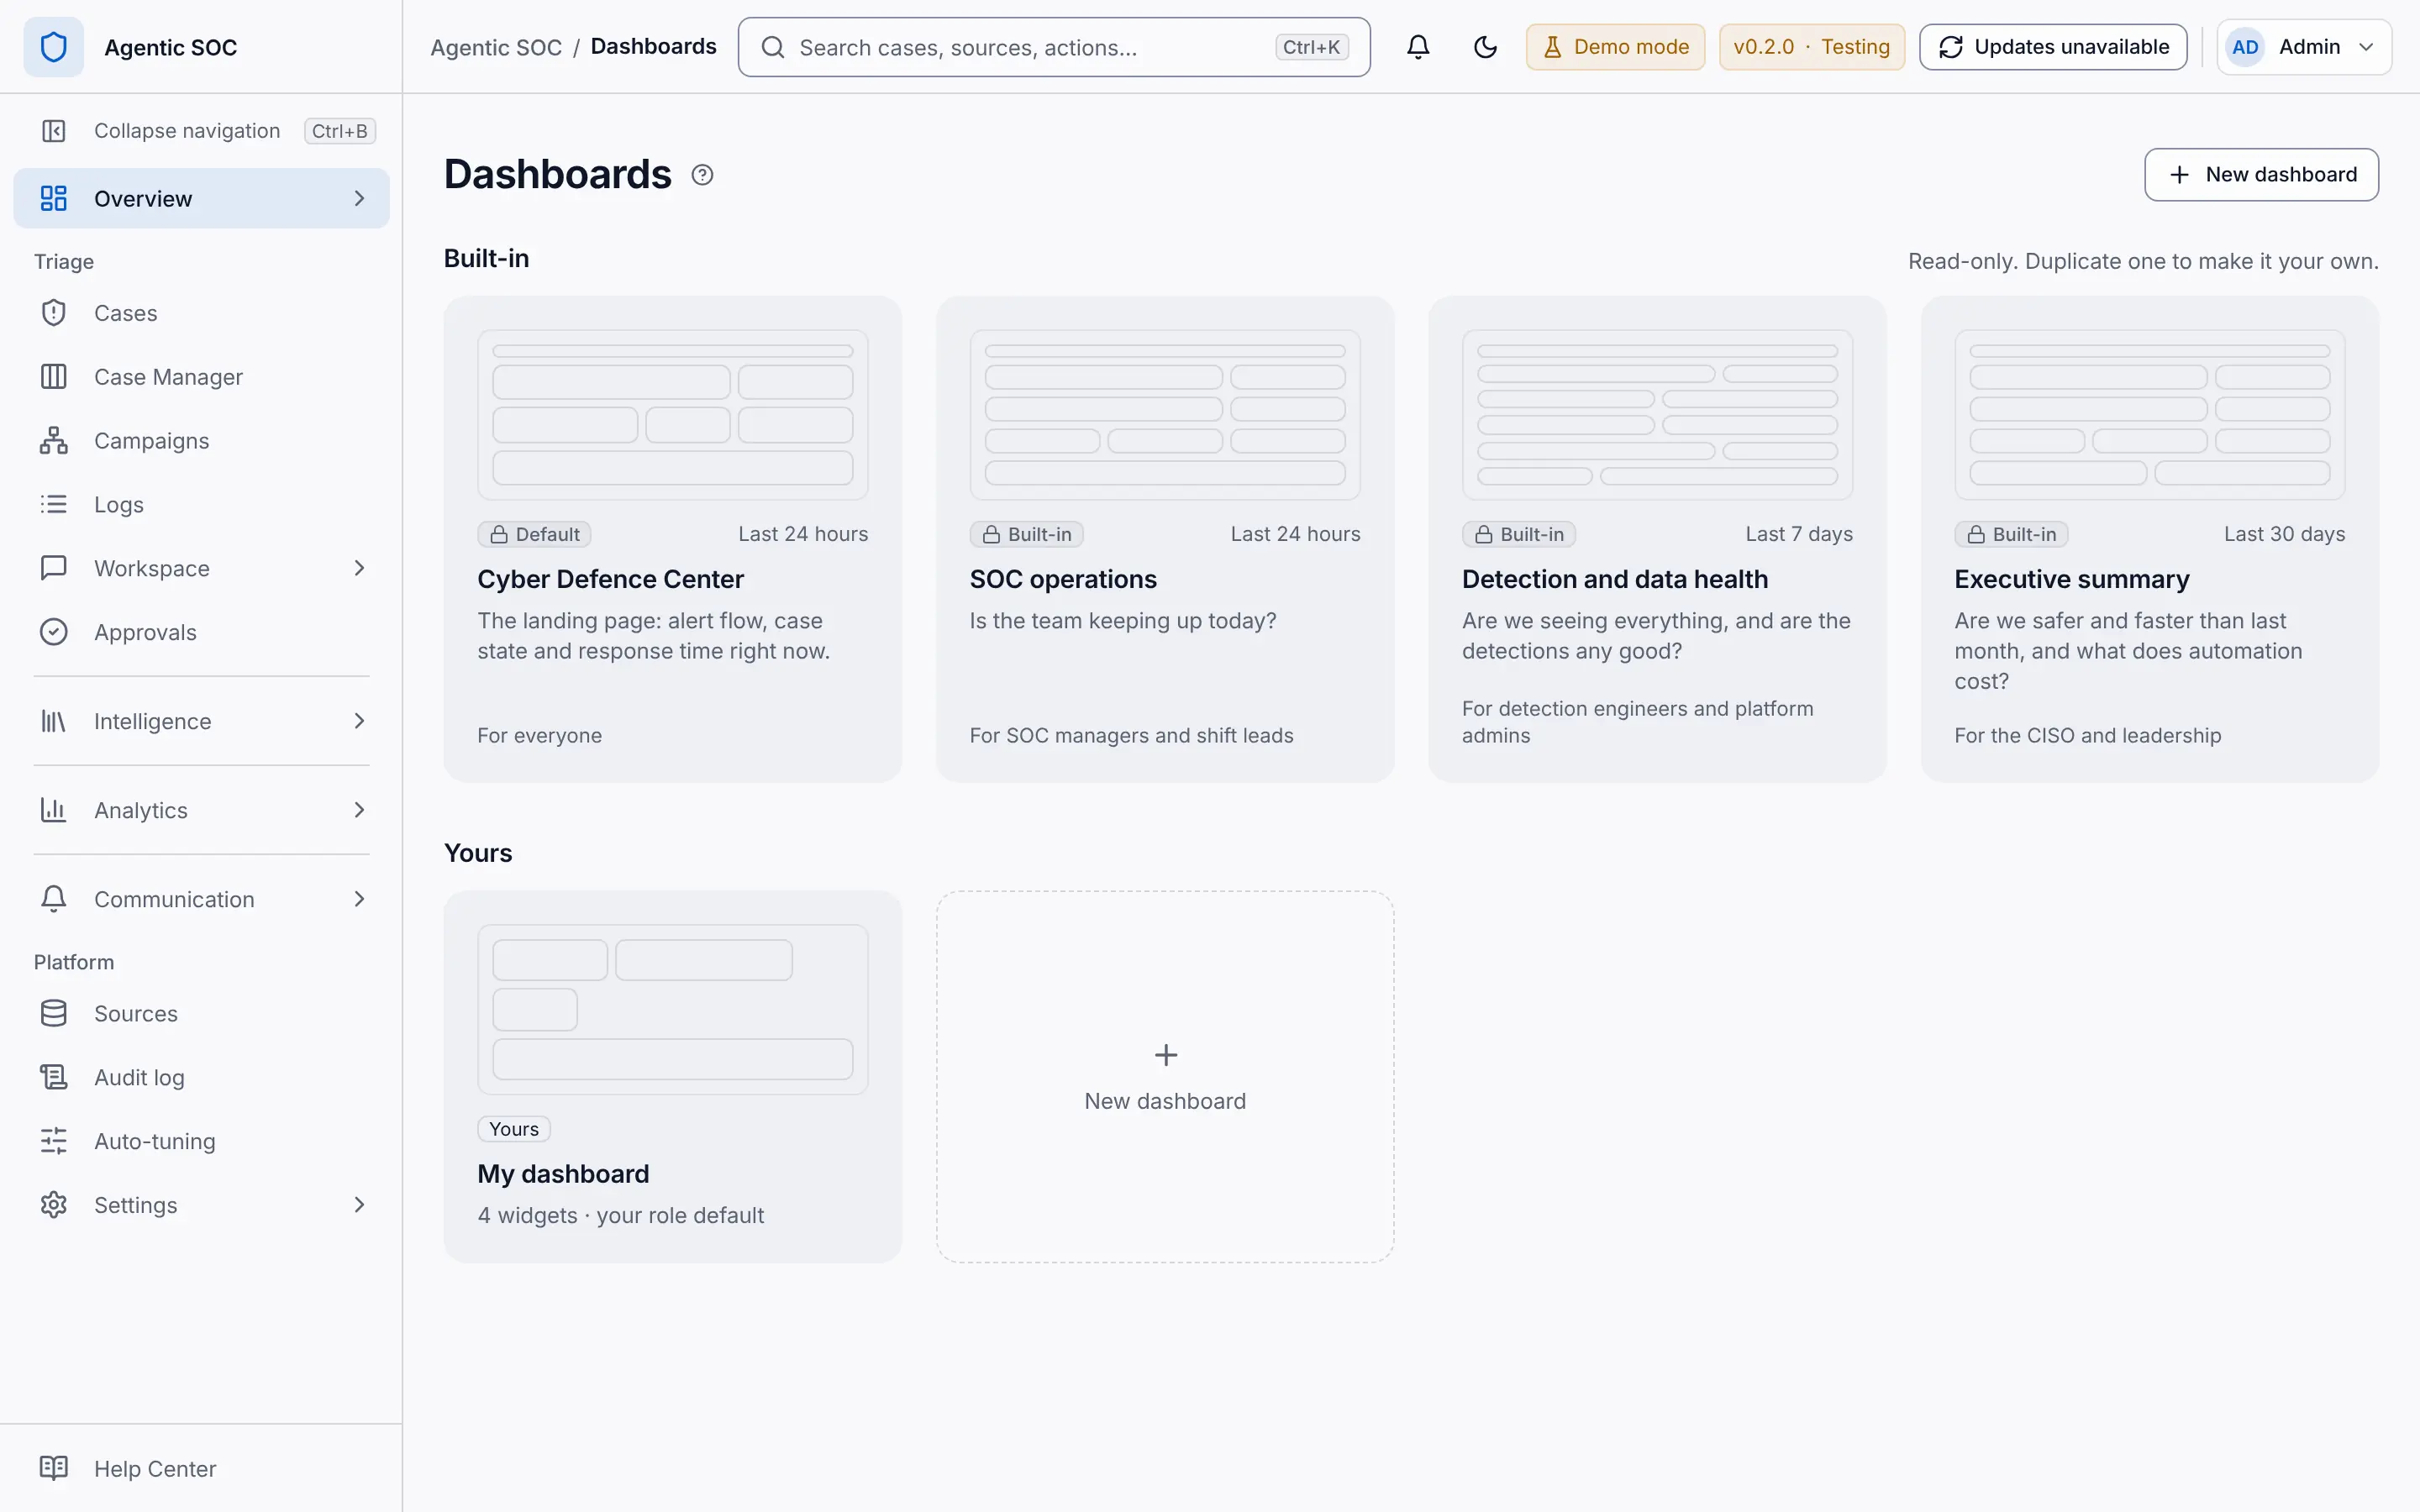 Agentic SOC
Agentic SOC / Dashboards
Search cases, sources, actions...
Ctrl+K
Demo mode
v0.2.0 · Testing
Updates unavailable
AD
Admin
Collapse navigation
Ctrl+B
Overview
Triage
Cases
Case Manager
Campaigns
Logs
Workspace
Approvals
Intelligence
Analytics
Communication
Platform
Sources
Audit log
Auto-tuning
Settings
Help Center
Dashboards
New dashboard
Built-in
Read-only. Duplicate one to make it your own.
Default
Last 24 hours
Cyber Defence Center
The landing page: alert flow, case
state and response time right now.
For everyone
Built-in
Last 24 hours
SOC operations
Is the team keeping up today?
For SOC managers and shift leads
Built-in
Last 7 days
Detection and data health
Are we seeing everything, and are the
detections any good?
For detection engineers and platform
admins
Built-in
Last 30 days
Executive summary
Are we safer and faster than last
month, and what does automation
cost?
For the CISO and leadership
Yours
Yours
My dashboard
4 widgets · your role default
New dashboard